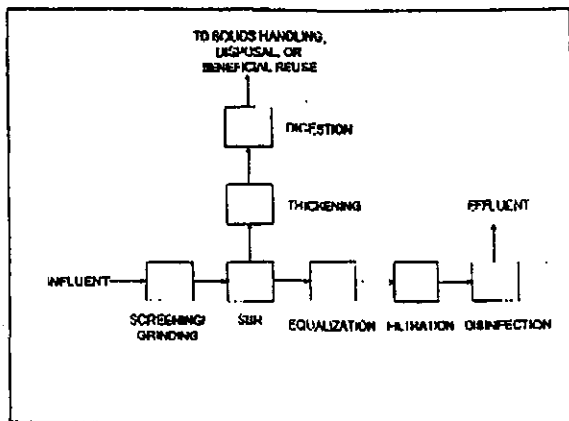 TO SOLIDS HANDLING,
DISPOSAL, OR
BENEFICIAL REUSE
DIGESTION
THICKENING
EFFLUENT
INFLUENT
SCREENING/
GRINDING
SBR
EQUALIZATION
FILTRATION
DISINFECTION